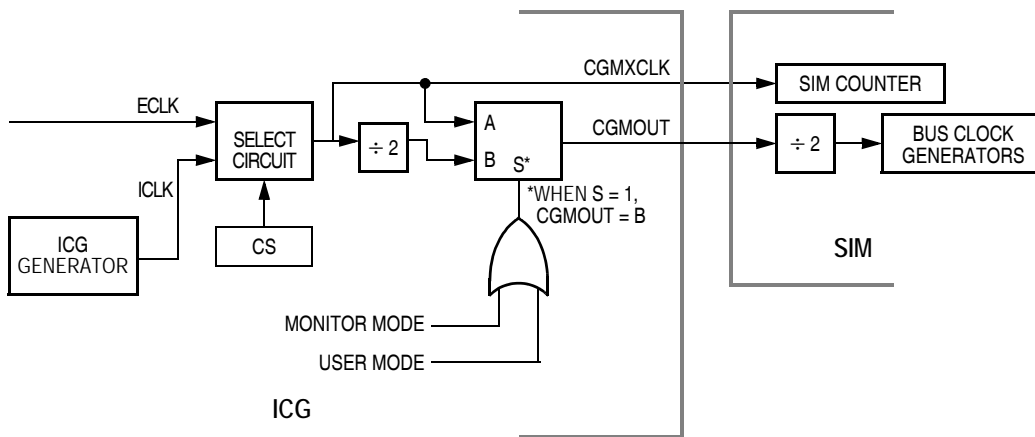 CGMXCLK
SIM COUNTER
ECLK
SELECT
CIRCUIT
÷ 2
A
B
S*
CGMOUT
÷ 2
BUS CLOCK
GENERATORS
ICLK
*WHEN S = 1,
CGMOUT = B
ICG
GENERATOR
CS
SIM
MONITOR MODE
USER MODE
ICG